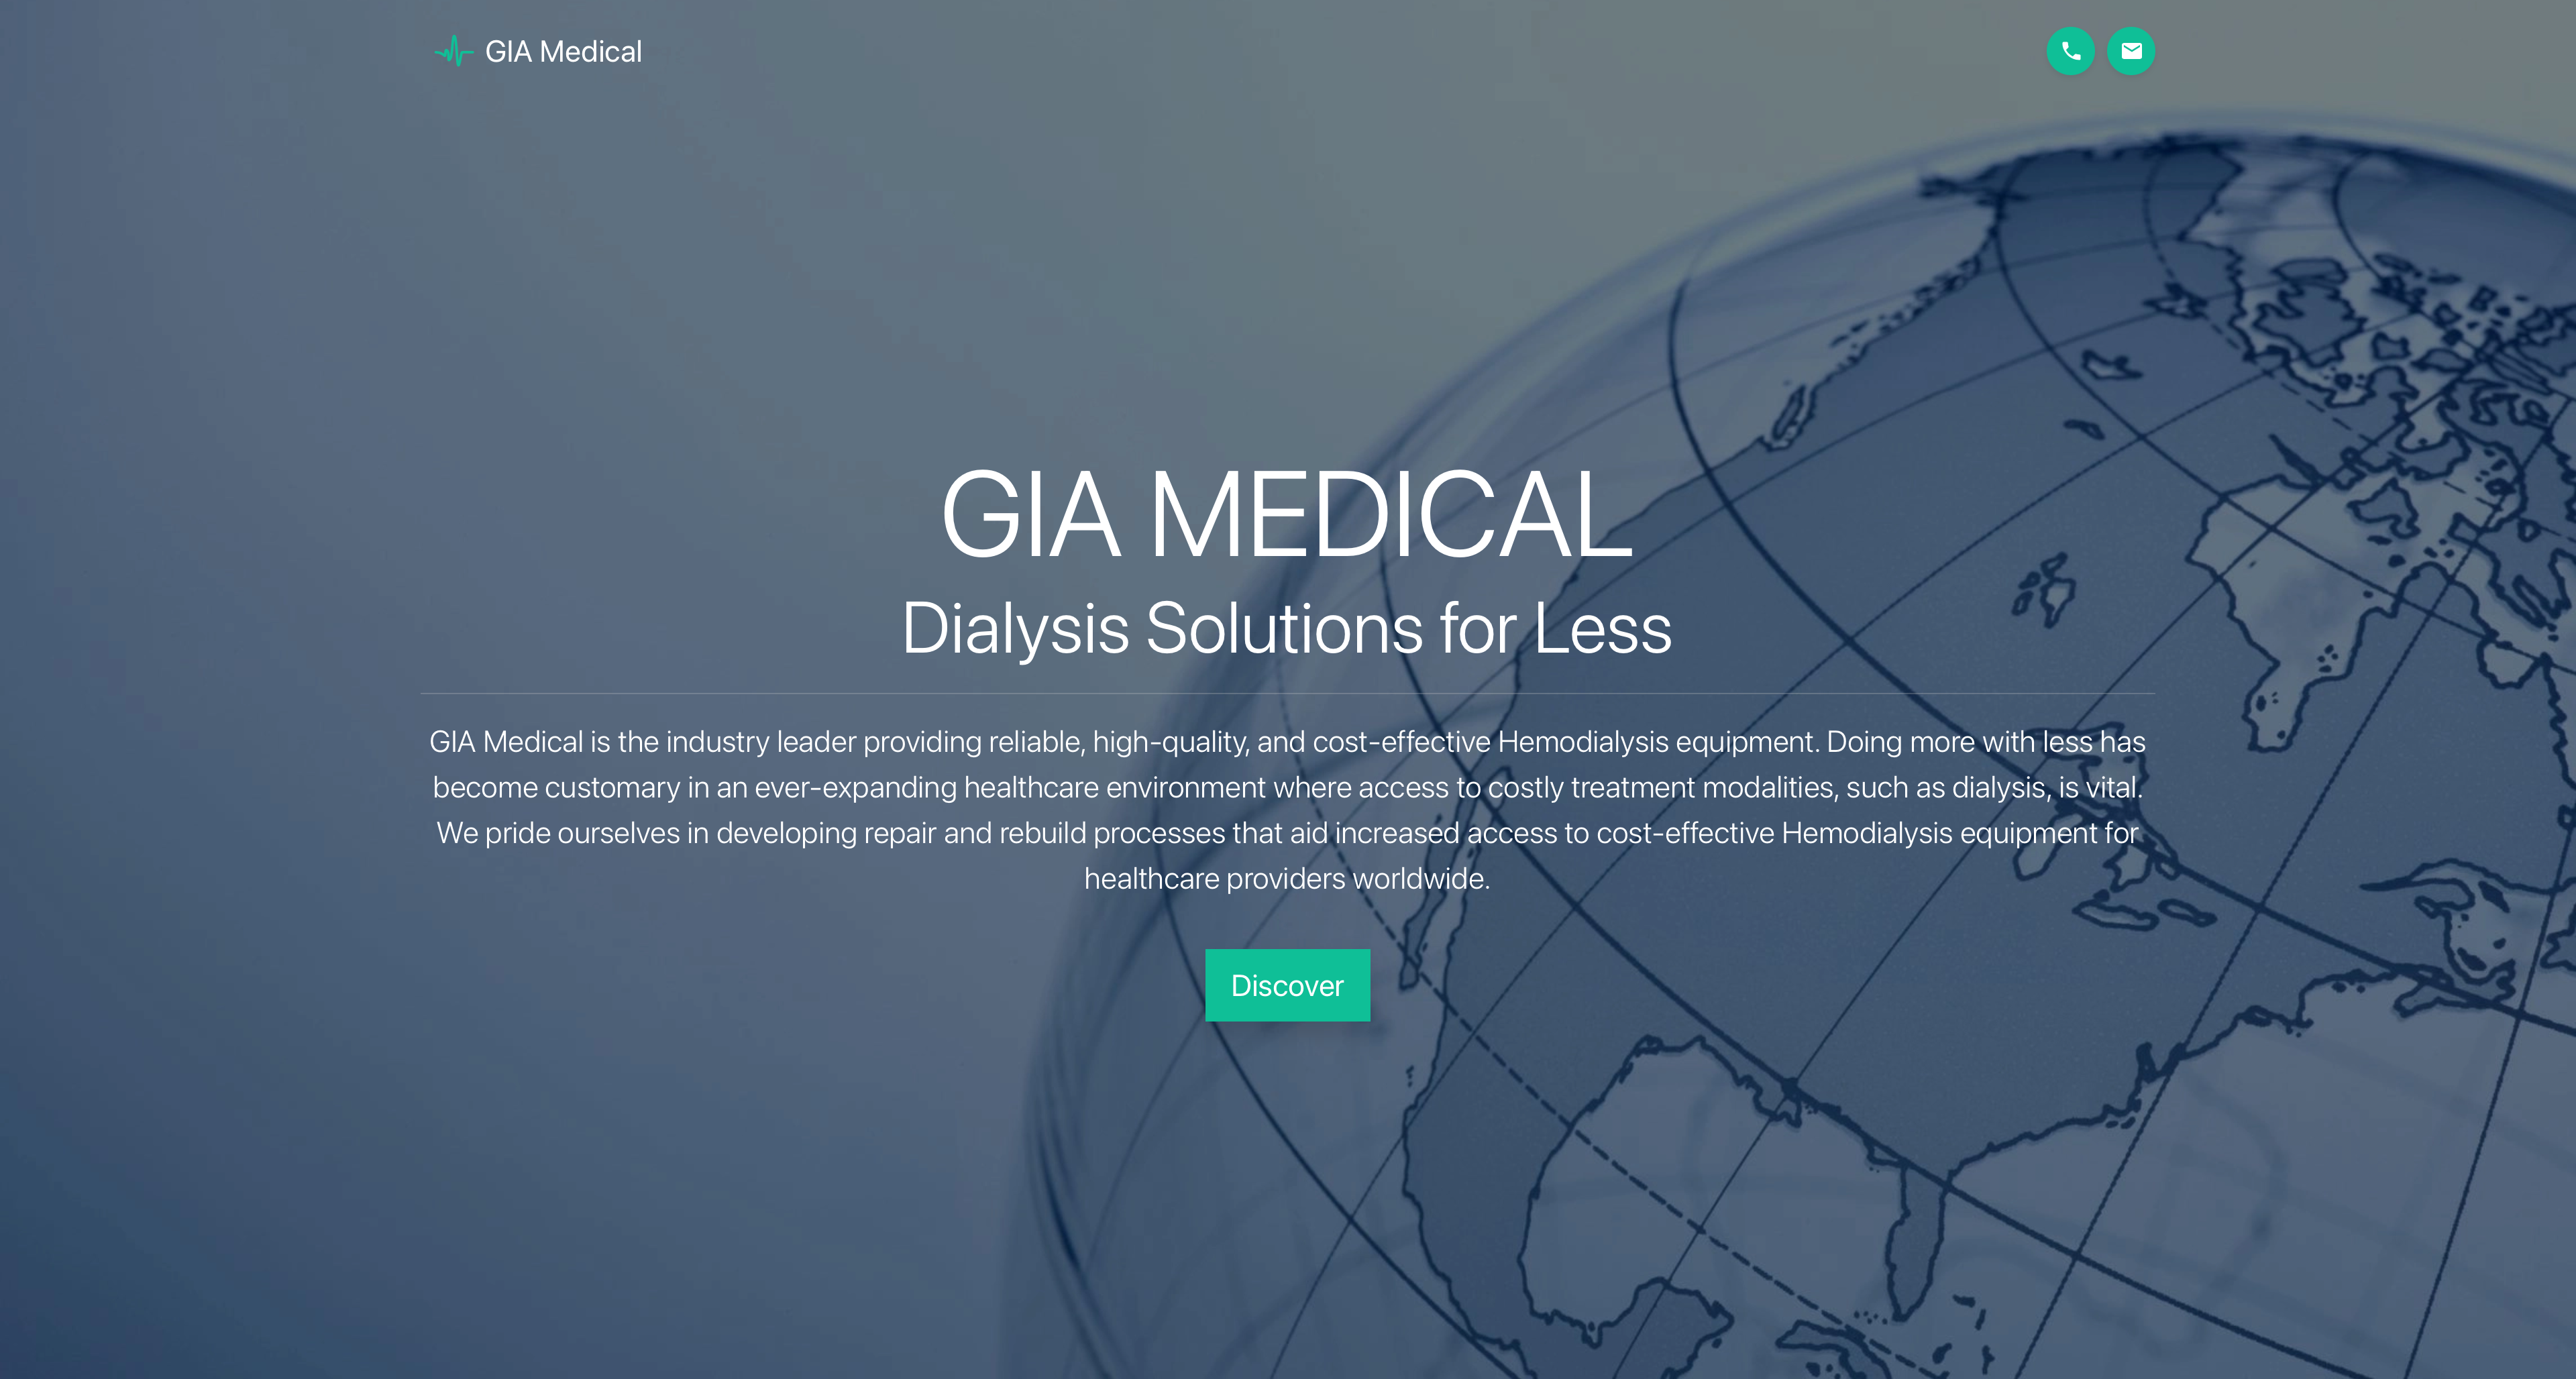 GIA Medical
GIA MEDICAL
Dialysis Solutions for Less
GIA Medical is the industry leader providing reliable, high-quality, and cost-effective Hemodialysis equipment. Doing more with less has
become customary in an ever-expanding healthcare environment where access to costly treatment modalities, such as dialysis, is vital.
We pride ourselves in developing repair and rebuild processes that aid increased access to cost-effective Hemodialysis equipment for
healthcare providers worldwide.
Discover